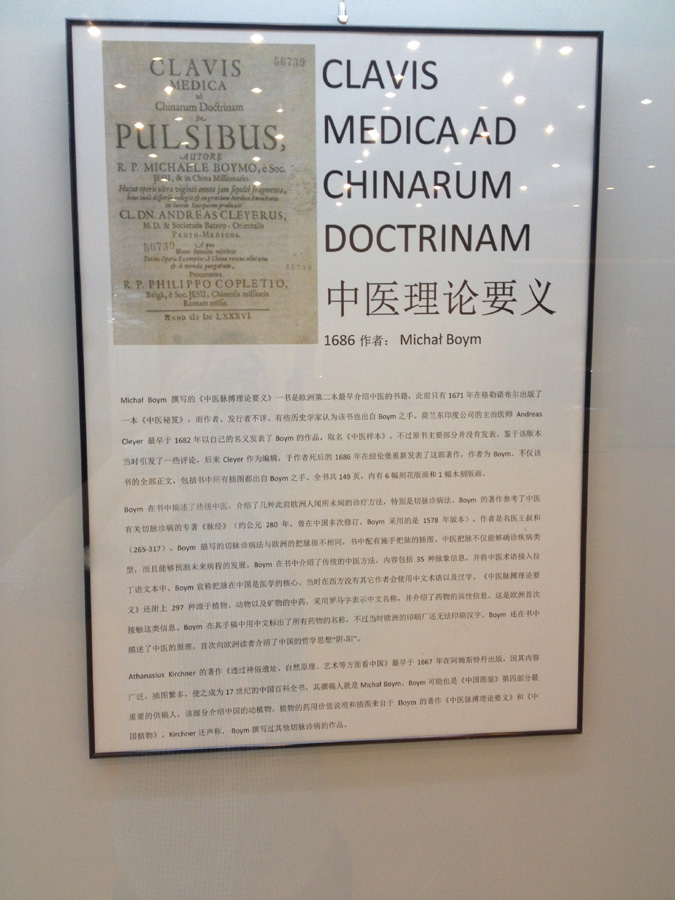 CLAVIS
MEDICA
ad
Chinarum Doctrinam
De
PULSIBUS,
AUTORE
R. P. MICHAELE BOYMO, è Soc.
JESU, & in China Missionario.
CL. DN. ANDREAS CLEYERUS,
M.D. & Societatis Batavo-Orientalis
PROTO-MEDICUS.
R. P. PHILIPPO COPLETIO,
Belgâ, è Soc. JESU, Chinensis missionis
Romam misso.
56739
CLAVIS
MEDICA AD
CHINARUM
DOCTRINAM
中医理论要义
1686 作者： Michał Boym
Michał Boym 撰写的《中医脉搏理论要义》一书是欧洲第二本最早介绍中医的书籍，此前只有 1671 年在格勒诺布尔出版了
一本《中医秘笈》，而作者、发行者不详，有些历史学家认为该书也出自 Boym 之手。荷兰东印度公司的主治医师 Andreas
Cleyer 最早于 1682 年以自己的名义发表了 Boym 的作品，取名《中医样本》，不过原书主要部分并没有发表。鉴于该版本
当时引发了一些评论，后来 Cleyer 作为编辑，于作者死后的 1686 年在纽伦堡重新发表了这部著作，作者为 Boym。不仅该
书的全部正文，包括书中所有插图都出自 Boym 之手。全书共 149 页，内有 6 幅刻花版画和 1 幅木刻版画。
Boym 在书中描述了传统中医，介绍了几种此前欧洲人闻所未闻的诊疗方法，特别是切脉诊病法。Boym 的著作参考了中医
有关切脉诊病的专著《脉经》（约公元 280 年，曾在中国多次修订，Boym 采用的是 1578 年版本），作者是名医王叔和
（265-317）。Boym 描写的切脉诊病法与欧洲的把脉很不相同，书中配有施手把脉的插图。中医把脉不仅能够确诊疾病类
型，而且能够预测未来病程的发展。Boym 在书中介绍了传统的中医方法，内容包括 35 种脉象信息，并将中医术语插入拉
丁语文本中。Boym 宣称把脉在中国是医学的核心。当时在西方没有其它作者会使用中文术语以及汉字。《中医脉搏理论要
义》还附上 297 种源于植物、动物以及矿物的中药，采用罗马字表示中文名称，并介绍了药物的属性信息。这是欧洲首次
接触这类信息。Boym 在其手稿中用中文标出了所有药物的名称，不过当时欧洲的印刷厂还无法印刷汉字。Boym 还在书中
描述了中医的原理，首次向欧洲读者介绍了中国的哲学思想“阴-阳”。
Athanasius Kirchner 的著作《透过神俗遗址、自然原理、艺术等方面看中国》最早于 1667 年在阿姆斯特丹出版，因其内容
广泛，插图繁多，使之成为 17 世纪的中国百科全书，其撰稿人就是 Michał Boym。Boym 可能也是《中国图鉴》第四部分最
重要的供稿人，该部分介绍中国的动植物。植物的药用价值说明和插图来自于 Boym 的著作《中医脉搏理论要义》和《中
国植物》。Kirchner 还声称， Boym 撰写过其他切脉诊病的作品。